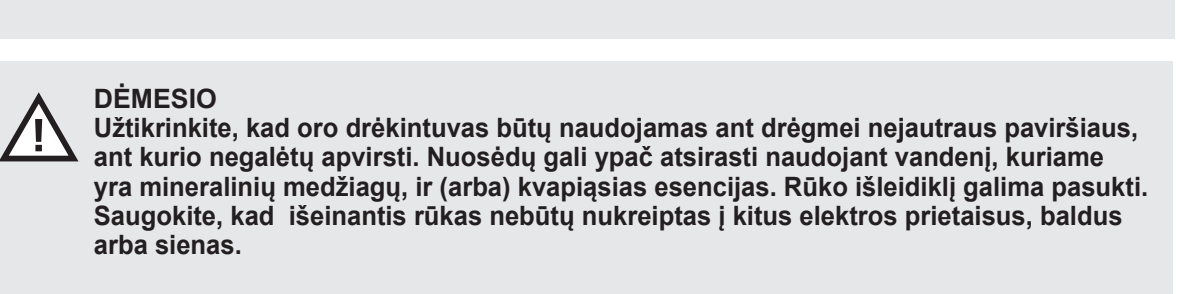 DĖMESIO
Užtikrinkite, kad oro drėkintuvas būtų naudojamas ant drėgmei nejautraus paviršiaus,
ant kurio negalėtų apvirsti. Nuosėdų gali ypač atsirasti naudojant vandenį, kuriame
yra mineralinių medžiagų, ir (arba) kvapiąsias esencijas. Rūko išleidiklį galima pasukti.
Saugokite, kad  išeinantis rūkas nebūtų nukreiptas į kitus elektros prietaisus, baldus
arba sienas.